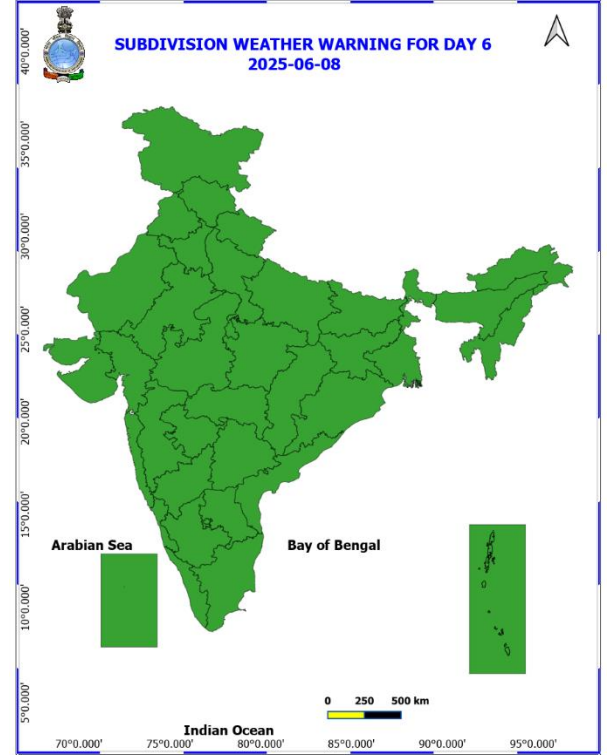 SUBDIVISION WEATHER WARNING FOR DAY 6
2025-06-08
40°0.000'
35°0.000'
30°0.000'
25°0.000'
20°0.000'
15°0.000'
10°0.000'
5°0.000'
Arabian Sea
Bay of Bengal
0 250 500 km
Indian Ocean
70°0.000' 75°0.000' 80°0.000' 85°0.000' 90°0.000' 95°0.000'